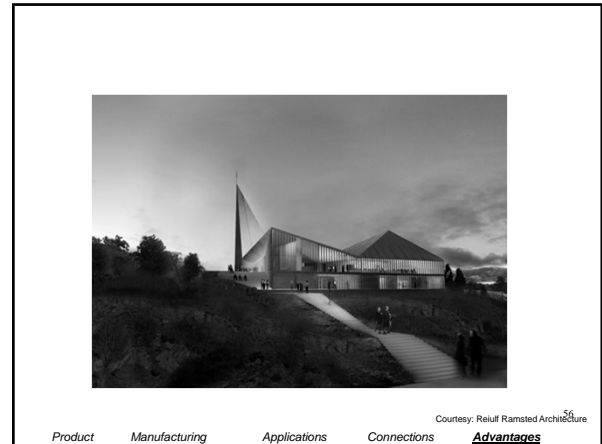 56
Courtesy: Reiulf Ramsted Architecture
Product Manufacturing Applications Connections Advantages